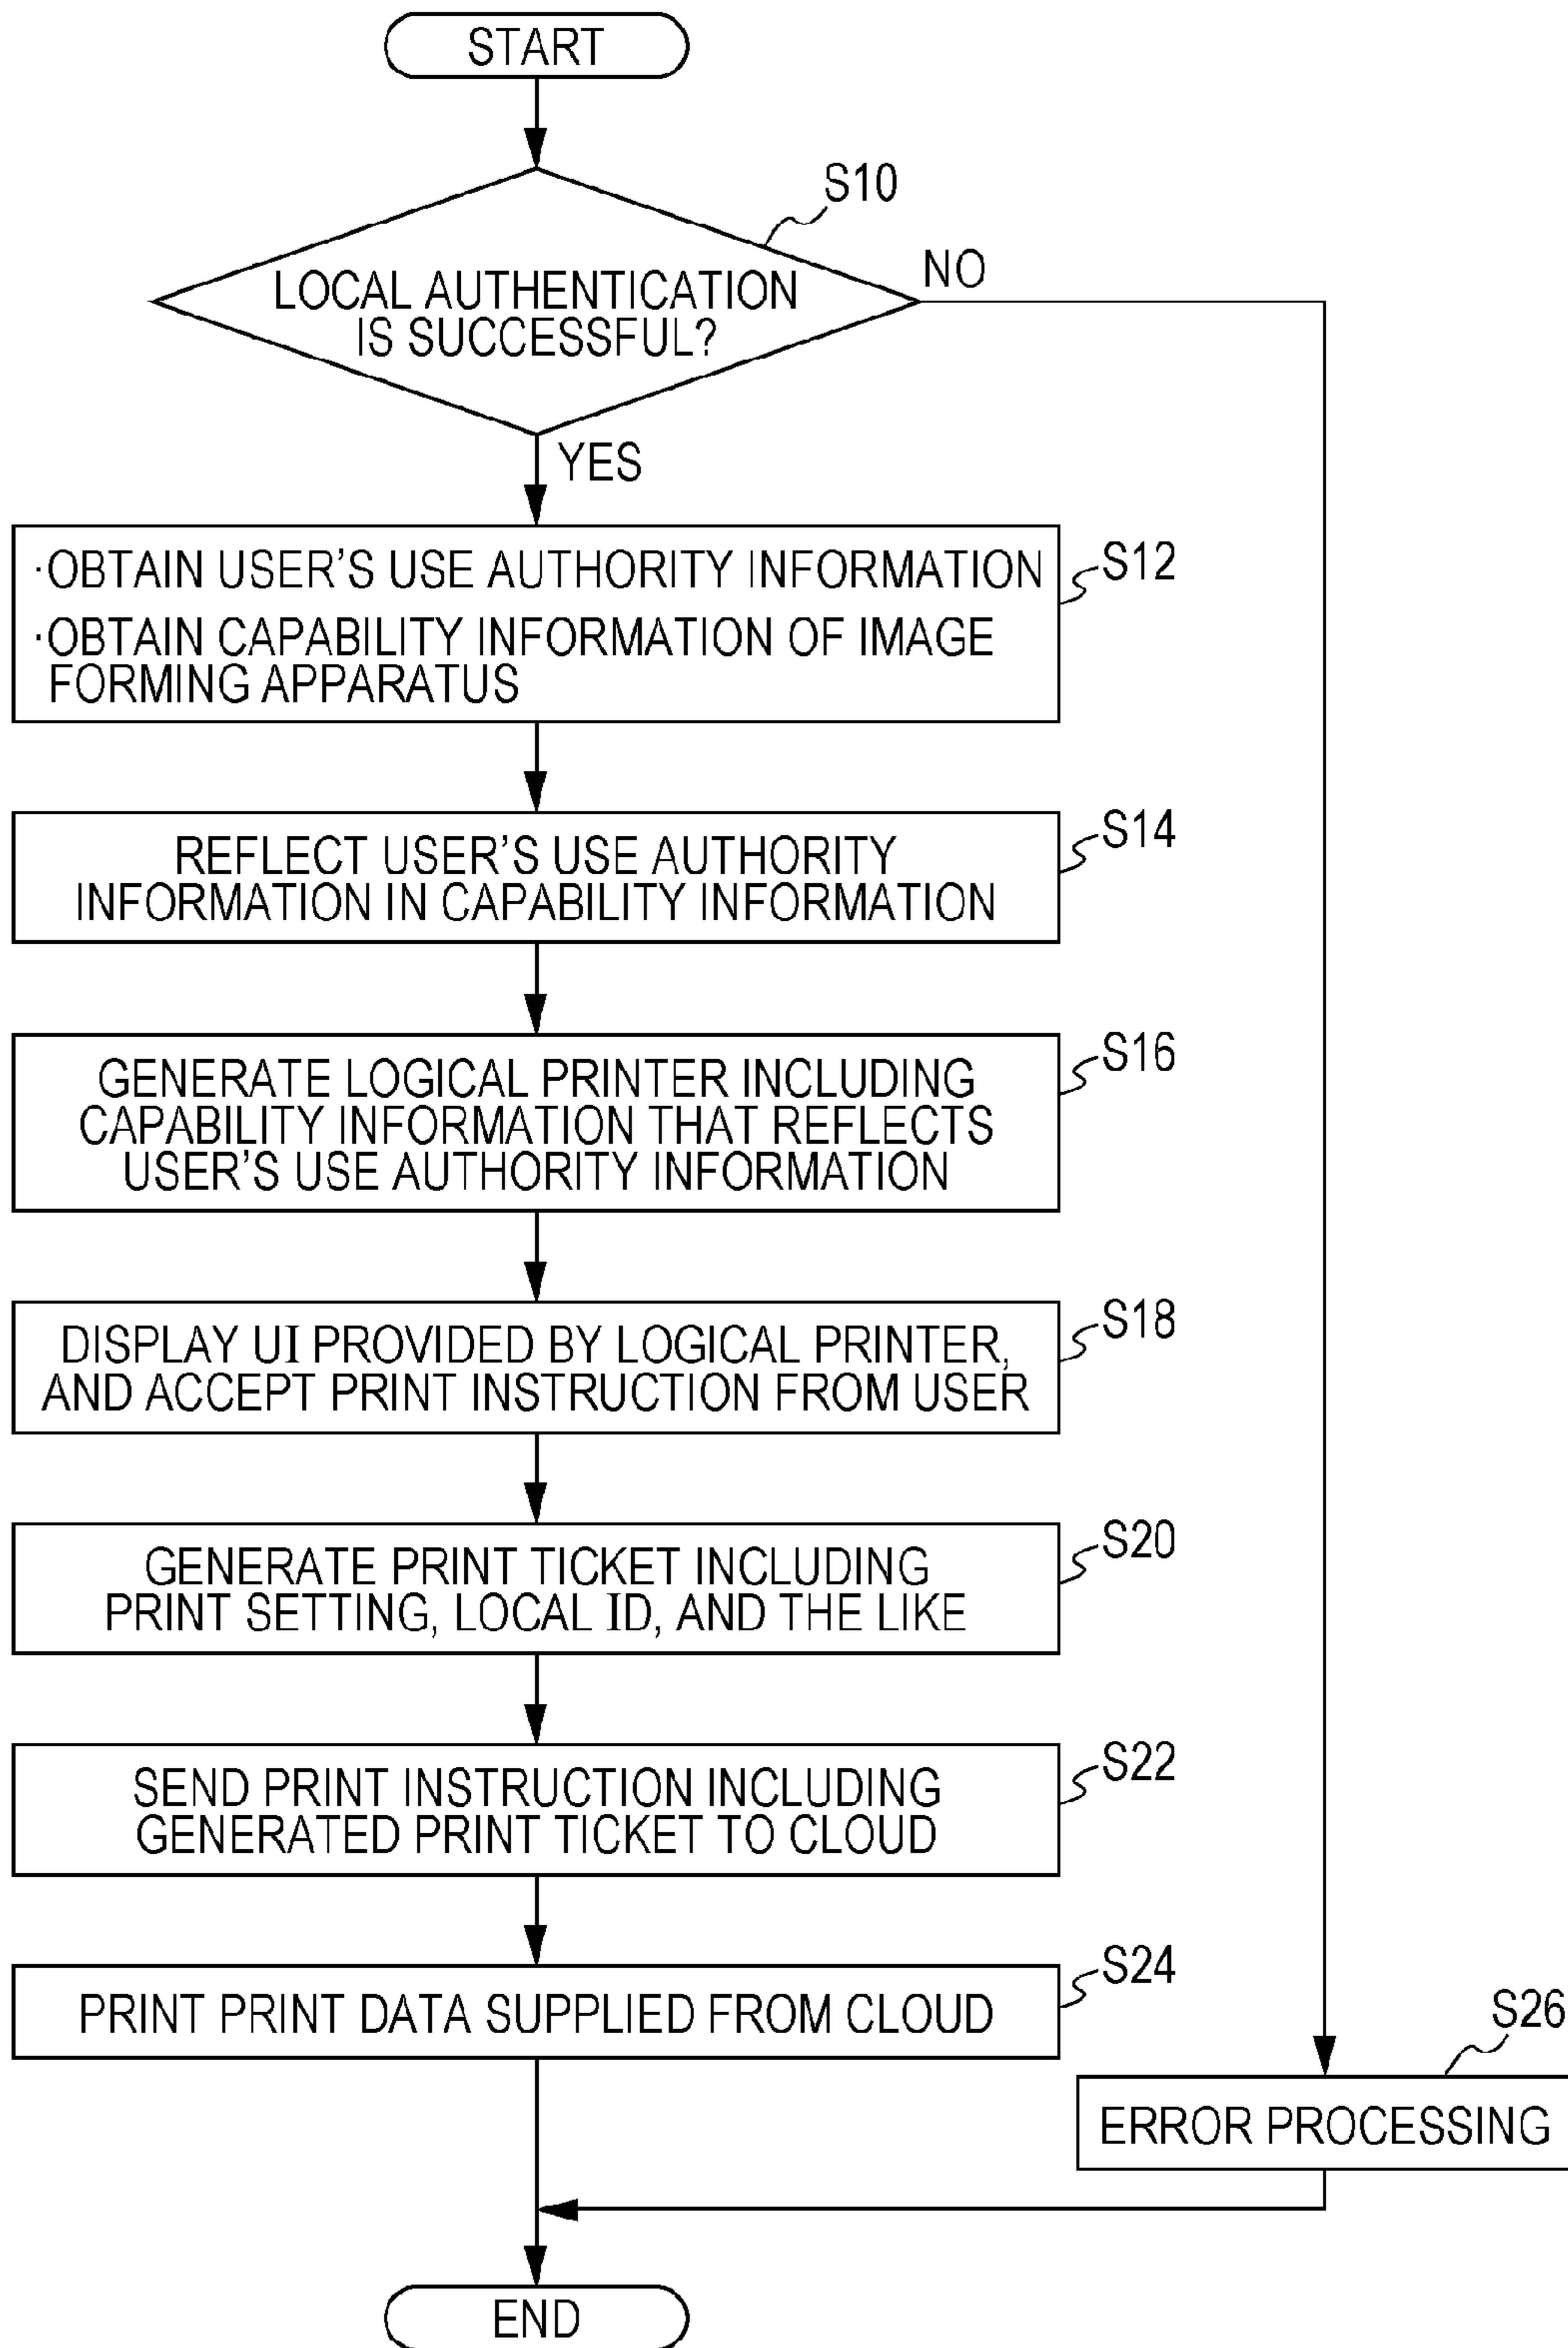 START
S10
LOCAL AUTHENTICATION
IS SUCCESSFUL?
NO
YES
·OBTAIN USER'S USE AUTHORITY INFORMATION
·OBTAIN CAPABILITY INFORMATION OF IMAGE
FORMING APPARATUS
S12
REFLECT USER'S USE AUTHORITY
INFORMATION IN CAPABILITY INFORMATION
S14
GENERATE LOGICAL PRINTER INCLUDING
CAPABILITY INFORMATION THAT REFLECTS
USER'S USE AUTHORITY INFORMATION
S16
DISPLAY UI PROVIDED BY LOGICAL PRINTER,
AND ACCEPT PRINT INSTRUCTION FROM USER
S18
GENERATE PRINT TICKET INCLUDING
PRINT SETTING, LOCAL ID, AND THE LIKE
S20
SEND PRINT INSTRUCTION INCLUDING
GENERATED PRINT TICKET TO CLOUD
S22
PRINT PRINT DATA SUPPLIED FROM CLOUD
S24
S26
ERROR PROCESSING
END